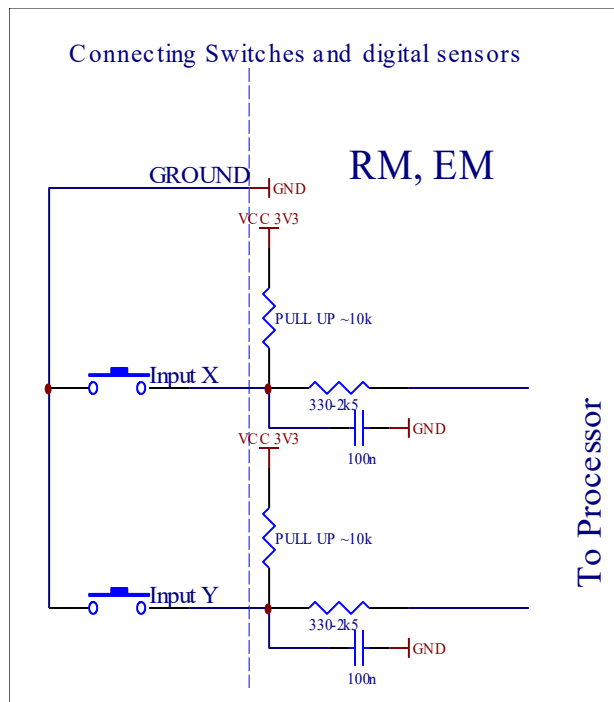 Connecting Switches and digital sensors
RM, EM
GROUND
GND
VCC 3V3
PULL UP ~10k
Input X
330-2k5
GND
100n
VCC 3V3
PULL UP ~10k
Input Y
330-2k5
GND
100n
To Processor